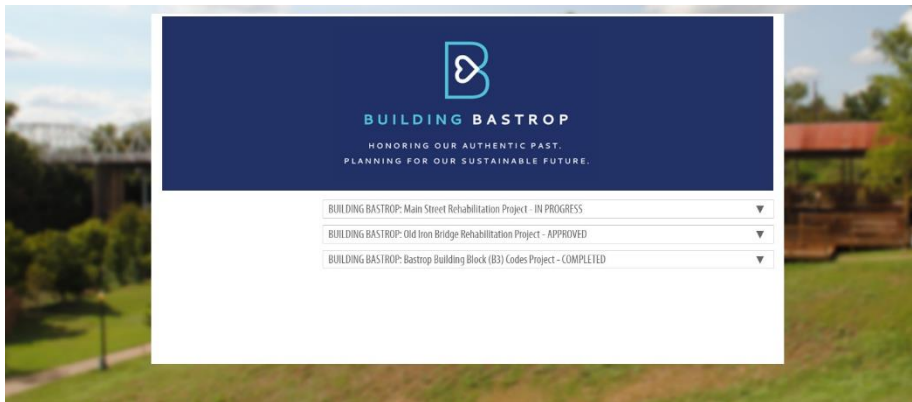 B
BUILDING BASTROP
HONORING OUR AUTHENTIC PAST.
PLANNING FOR OUR SUSTAINABLE FUTURE.
BUILDING BASTROP: Main Street Rehabilitation Project - IN PROGRESS
BUILDING BASTROP: Old Iron Bridge Rehabilitation Project - APPROVED
BUILDING BASTROP: Bastrop Building Block (B3) Codes Project - COMPLETED